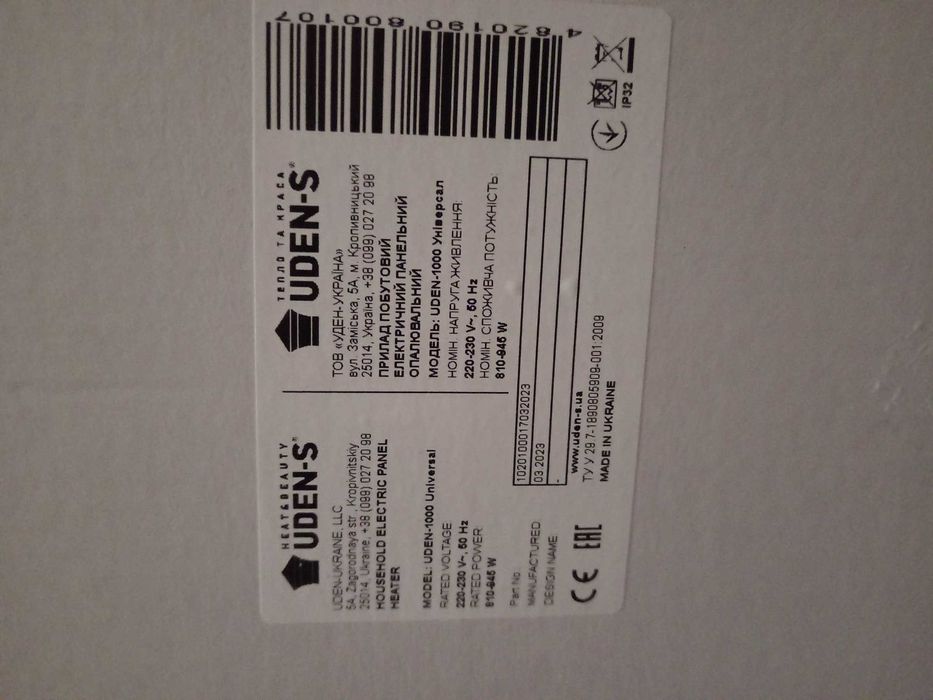 HEAT&BEAUTY
UDEN-S®
UDEN-UKRAINE, LLC
5A, Zagorodnaya str., Kropivnitskiy
25014, Ukraine, +38 (099) 027 20 98
HOUSEHOLD ELECTRIC PANEL
HEATER
MODEL: UDEN-1000 Universal
RATED VOLTAGE
220-230 V~, 50 Hz
RATED POWER:
810-945 W
ТЕПЛО ТА КРАСА
UDEN-S®
ТОВ «УДЕН-УКРАЇНА»
вул. Заміська, 5А, м. Кропивницький
25014, Україна, +38 (099) 027 20 98
ПРИЛАД ПОБУТОВИЙ
ЕЛЕКТРИЧНИЙ ПАНЕЛЬНИЙ
ОПАЛЮВАЛЬНИЙ
МОДЕЛЬ: UDEN-1000 Універсал
НОМІН. НАПРУГА ЖИВЛЕННЯ:
220-230 V~, 50 Hz
НОМІН. СПОЖИВЧА ПОТУЖНІСТЬ:
810-945 W
Part No. 1020100017032023
MANUFACTURED 03.2023
DESIGN NAME -
CE EAC
www.uden-s.ua
ТУ У 29.7-1890805909-001:2009
MADE IN UKRAINE
IP32
4 820190 800107